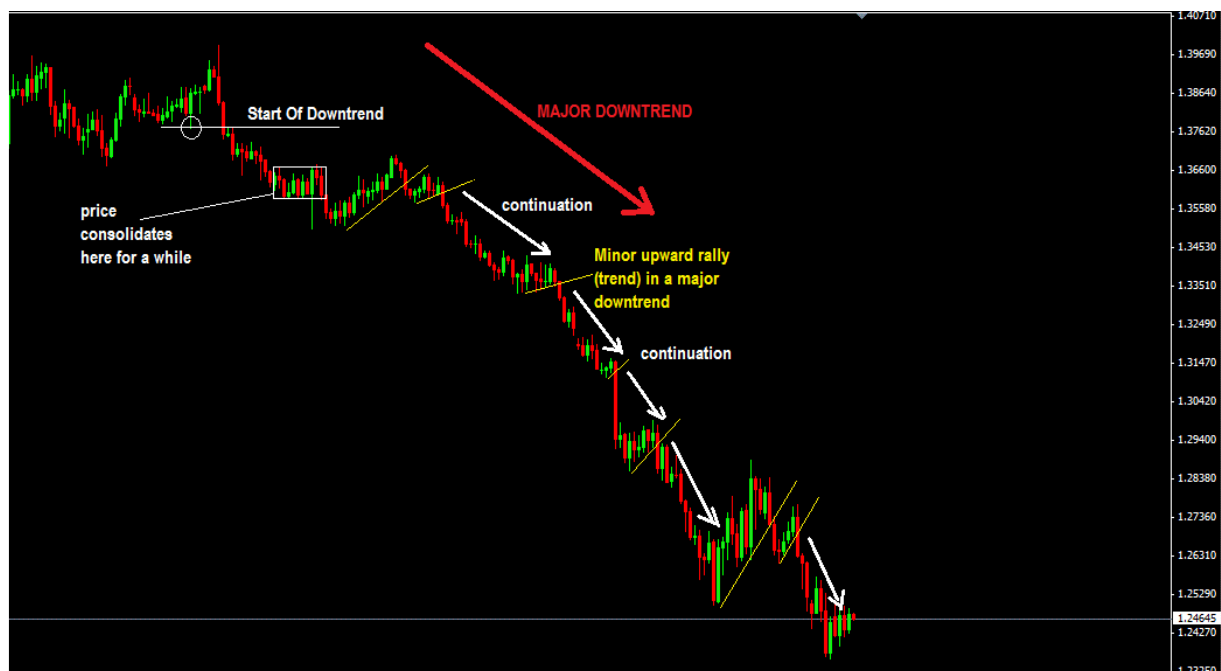 1.40710
1.39690
1.38640
1.37620
1.36600
1.35580
1.34530
1.33510
1.32490
1.31470
1.30420
1.29400
1.28380
1.27360
1.26310
1.25290
1.24645
1.24270
1.23250
MAJOR DOWNTREND
Start Of Downtrend
price
consolidates
here for a while
continuation
Minor upward rally
(trend) in a major
downtrend
continuation